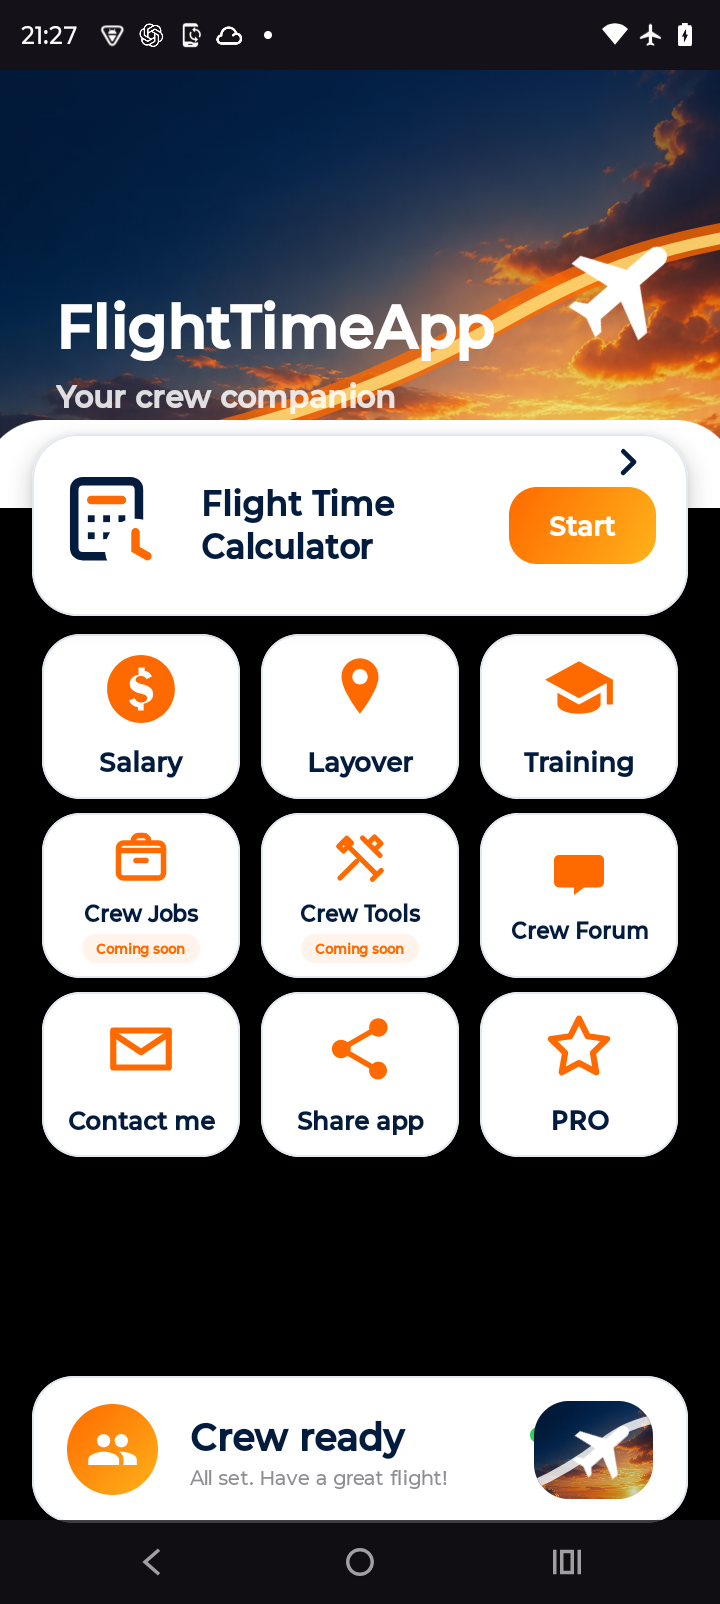 21:27
FlightTimeApp
Your crew companion
Flight Time
Calculator
Start
Salary
Layover
Training
Crew Jobs
Coming soon
Crew Tools
Coming soon
Crew Forum
Contact me
Share app
PRO
Crew ready
All set. Have a great flight!